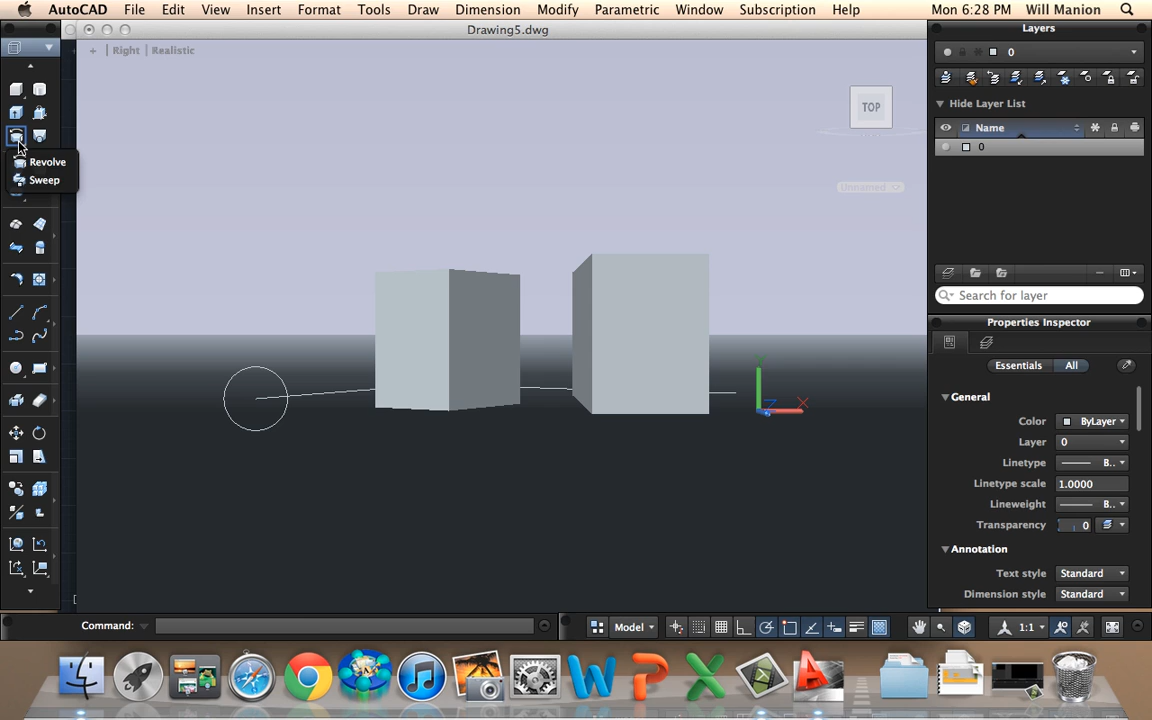 AutoCAD File Edit View Insert Format Tools Draw Dimension Modify Parametric Window Subscription Help Mon 6:28 PM Will Manion
Drawing5.dwg
Layers
+ | Right | Realistic
0
TOP
Hide Layer List
Name
0
Revolve
Sweep
Unnamed
Search for layer
Properties Inspector
Essentials All
General
Color ByLayer
Layer 0
X
Linetype B..
Linetype scale 1.0000
Lineweight B..
Transparency 0
Annotation
Text style Standard
Dimension style Standard
Command: Model 1:1